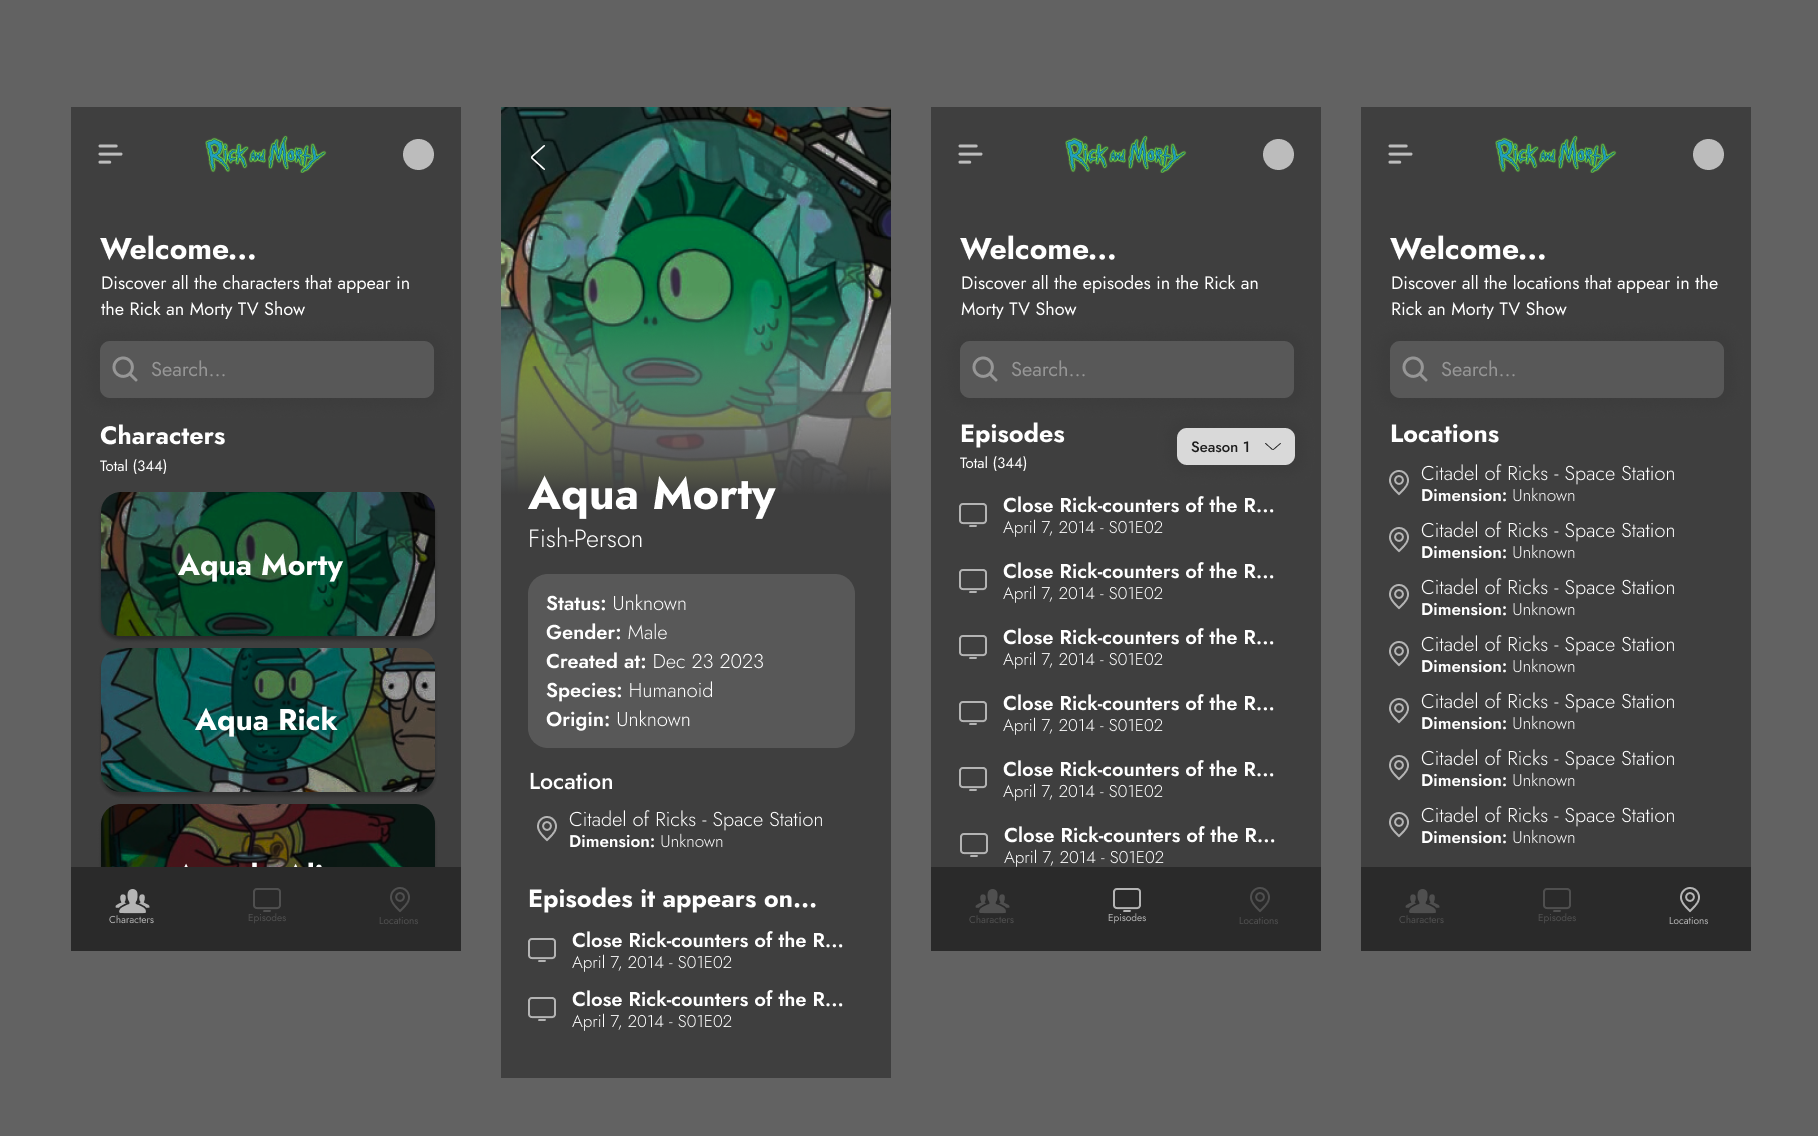 Rick and Morty
Welcome...
Discover all the characters that appear in
the Rick an Morty TV Show
Search...
Characters
Total (344)
Aqua Morty
Aqua Rick
Characters
Episodes
Locations
Aqua Morty
Fish-Person
Status: Unknown
Gender: Male
Created at: Dec 23 2023
Species: Humanoid
Origin: Unknown
Location
Citadel of Ricks - Space Station
Dimension: Unknown
Episodes it appears on...
Close Rick-counters of the R...
April 7, 2014 - S01E02
Close Rick-counters of the R...
April 7, 2014 - S01E02
Rick and Morty
Welcome...
Discover all the episodes in the Rick an
Morty TV Show
Search...
Episodes
Total (344)
Season 1
Close Rick-counters of the R...
April 7, 2014 - S01E02
Close Rick-counters of the R...
April 7, 2014 - S01E02
Close Rick-counters of the R...
April 7, 2014 - S01E02
Close Rick-counters of the R...
April 7, 2014 - S01E02
Close Rick-counters of the R...
April 7, 2014 - S01E02
Close Rick-counters of the R...
April 7, 2014 - S01E02
Characters
Episodes
Locations
Rick and Morty
Welcome...
Discover all the locations that appear in the
Rick an Morty TV Show
Search...
Locations
Citadel of Ricks - Space Station
Dimension: Unknown
Citadel of Ricks - Space Station
Dimension: Unknown
Citadel of Ricks - Space Station
Dimension: Unknown
Citadel of Ricks - Space Station
Dimension: Unknown
Citadel of Ricks - Space Station
Dimension: Unknown
Citadel of Ricks - Space Station
Dimension: Unknown
Citadel of Ricks - Space Station
Dimension: Unknown
Characters
Episodes
Locations